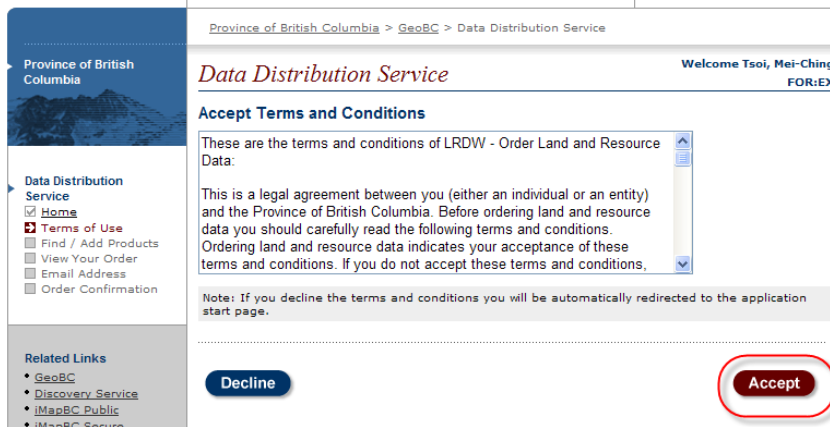 Province of British Columbia > GeoBC > Data Distribution Service
Province of British
Columbia
Data Distribution Service
Welcome Tsoi, Mei-Ching
FOR:EX
Accept Terms and Conditions
These are the terms and conditions of LRDW - Order Land and Resource
Data:
This is a legal agreement between you (either an individual or an entity)
and the Province of British Columbia. Before ordering land and resource
data you should carefully read the following terms and conditions.
Ordering land and resource data indicates your acceptance of these
terms and conditions. If you do not accept these terms and conditions,
Note: If you decline the terms and conditions you will be automatically redirected to the application
start page.
Decline
Accept
Data Distribution
Service
Home
Terms of Use
Find / Add Products
View Your Order
Email Address
Order Confirmation
Related Links
GeoBC
Discovery Service
iMapBC Public
iMapBC Secure